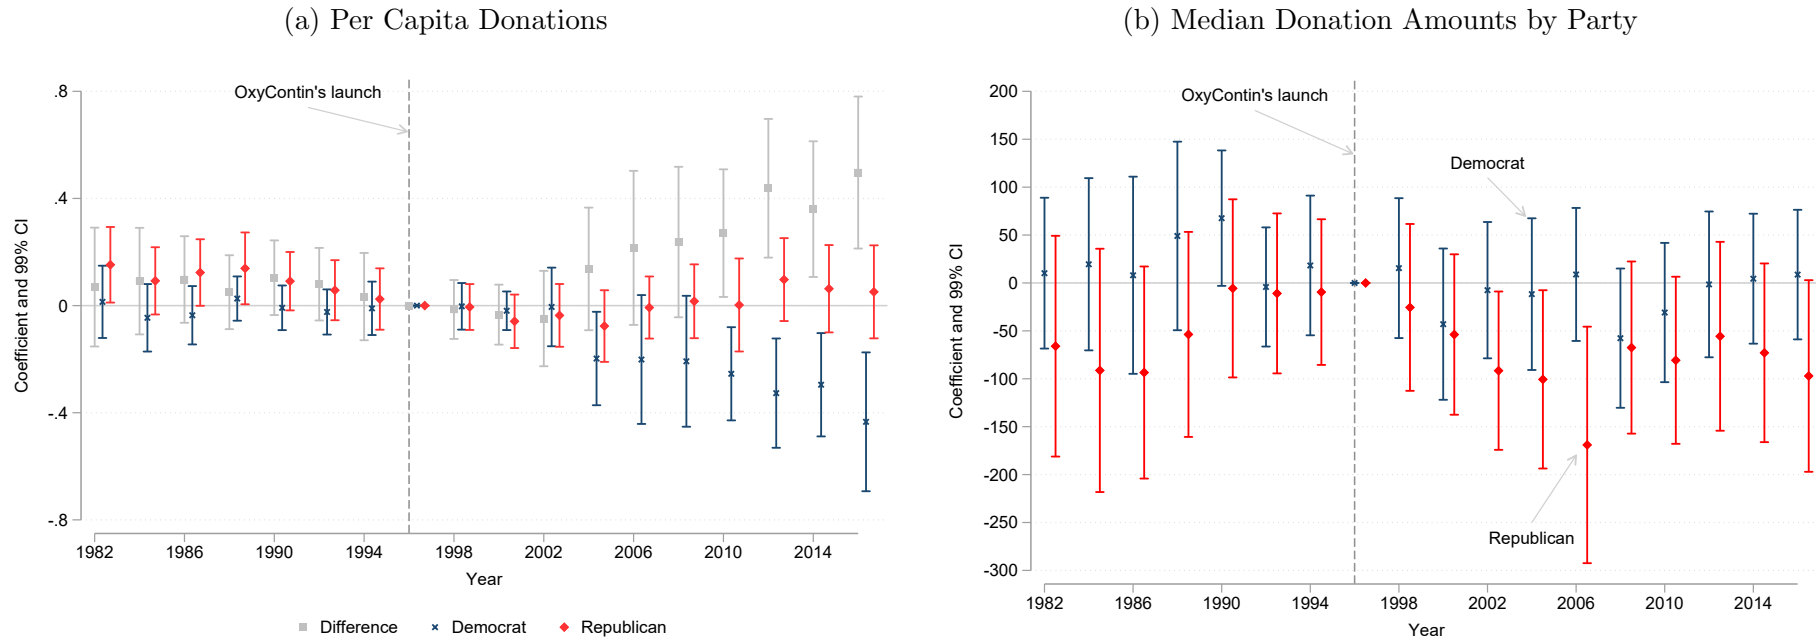 (a) Per Capita Donations
OxyContin's launch
.8
.4
0
-.4
-.8
Coefficient and 99% CI
1982 1986 1990 1994 1998 2002 2006 2010 2014
Year
Difference Democrat Republican
(b) Median Donation Amounts by Party
OxyContin's launch
Democrat
Republican
200
150
100
50
0
-50
-100
-150
-200
-250
-300
Coefficient and 99% CI
1982 1986 1990 1994 1998 2002 2006 2010 2014
Year